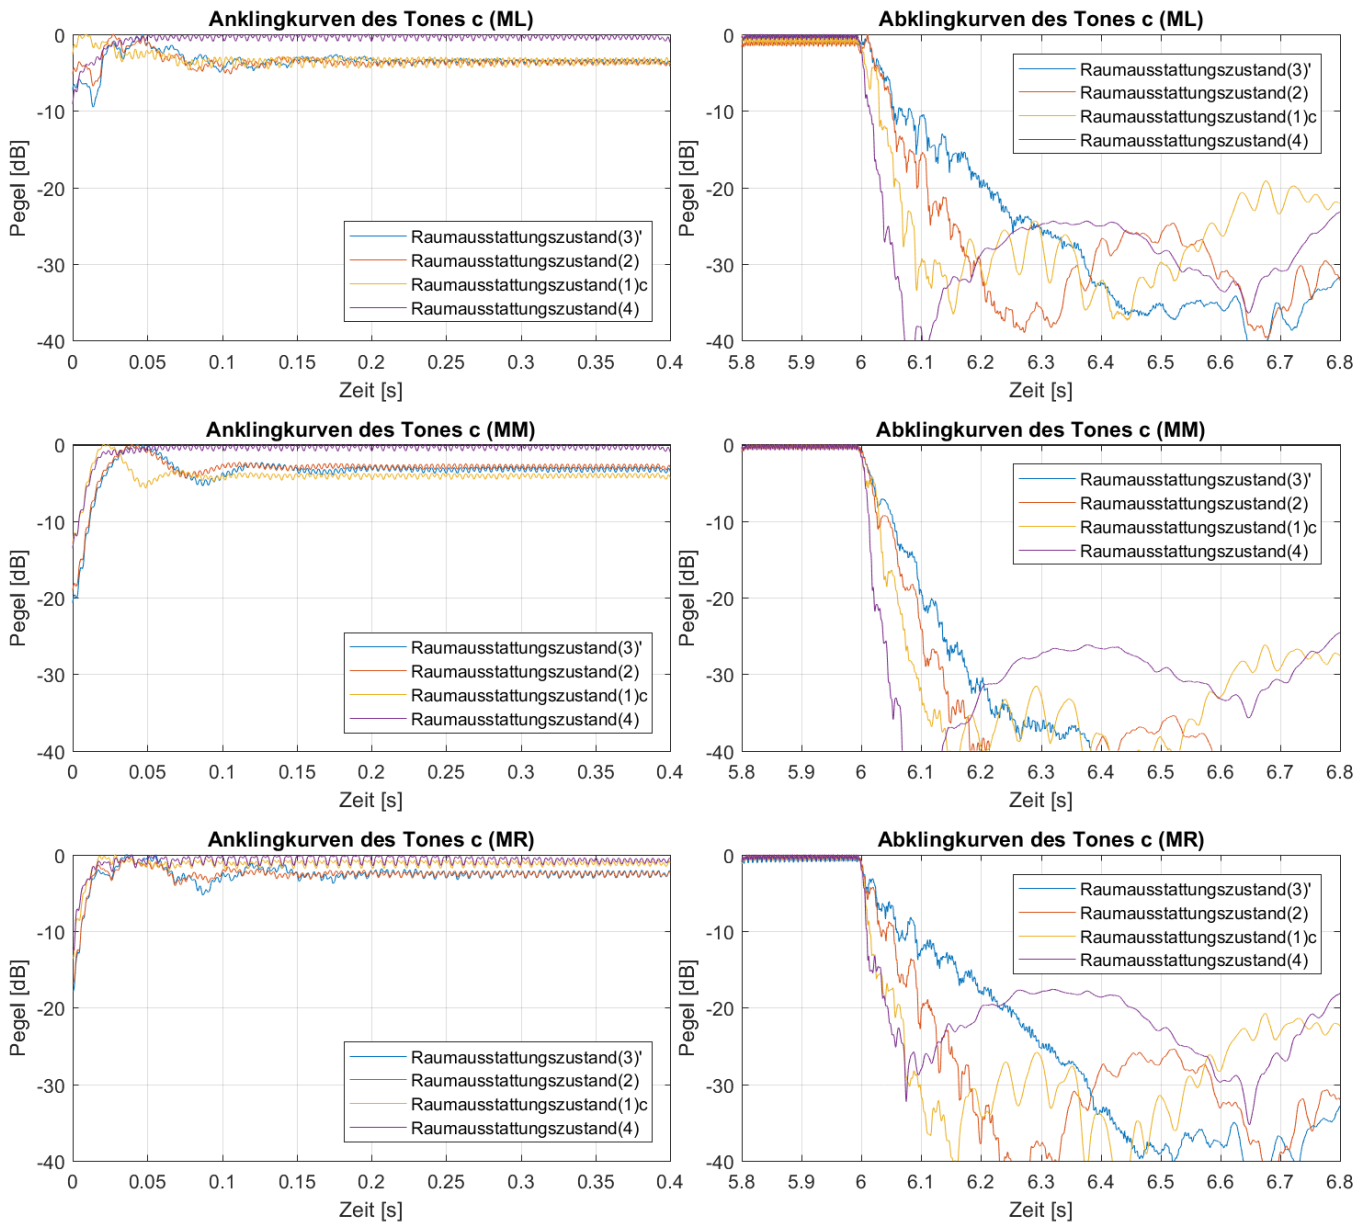 Anklingkurven des Tones c (ML)
0
-10
-20
-30
-40
Pegel [dB]
Raumausstattungszustand(3)'
Raumausstattungszustand(2)
Raumausstattungszustand(1)c
Raumausstattungszustand(4)
0 0.05 0.1 0.15 0.2 0.25 0.3 0.35 0.4
Zeit [s]
Abklingkurven des Tones c (ML)
0
-10
-20
-30
-40
Pegel [dB]
Raumausstattungszustand(3)'
Raumausstattungszustand(2)
Raumausstattungszustand(1)c
Raumausstattungszustand(4)
5.8 5.9 6 6.1 6.2 6.3 6.4 6.5 6.6 6.7 6.8
Zeit [s]
Anklingkurven des Tones c (MM)
0
-10
-20
-30
-40
Pegel [dB]
Raumausstattungszustand(3)'
Raumausstattungszustand(2)
Raumausstattungszustand(1)c
Raumausstattungszustand(4)
0 0.05 0.1 0.15 0.2 0.25 0.3 0.35 0.4
Zeit [s]
Abklingkurven des Tones c (MM)
0
-10
-20
-30
-40
Pegel [dB]
Raumausstattungszustand(3)'
Raumausstattungszustand(2)
Raumausstattungszustand(1)c
Raumausstattungszustand(4)
5.8 5.9 6 6.1 6.2 6.3 6.4 6.5 6.6 6.7 6.8
Zeit [s]
Anklingkurven des Tones c (MR)
0
-10
-20
-30
-40
Pegel [dB]
Raumausstattungszustand(3)'
Raumausstattungszustand(2)
Raumausstattungszustand(1)c
Raumausstattungszustand(4)
0 0.05 0.1 0.15 0.2 0.25 0.3 0.35 0.4
Zeit [s]
Abklingkurven des Tones c (MR)
0
-10
-20
-30
-40
Pegel [dB]
Raumausstattungszustand(3)'
Raumausstattungszustand(2)
Raumausstattungszustand(1)c
Raumausstattungszustand(4)
5.8 5.9 6 6.1 6.2 6.3 6.4 6.5 6.6 6.7 6.8
Zeit [s]